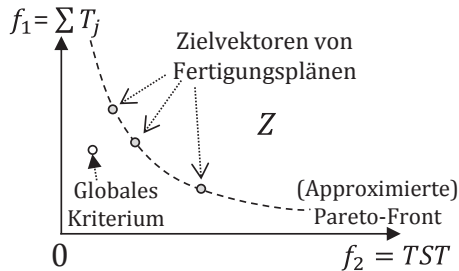 f₁= ∑ Tⱼ
Zielvektoren von
Fertigungsplänen
Z
Globales
Kriterium
(Approximierte)
Pareto-Front
0
f₂ = TST